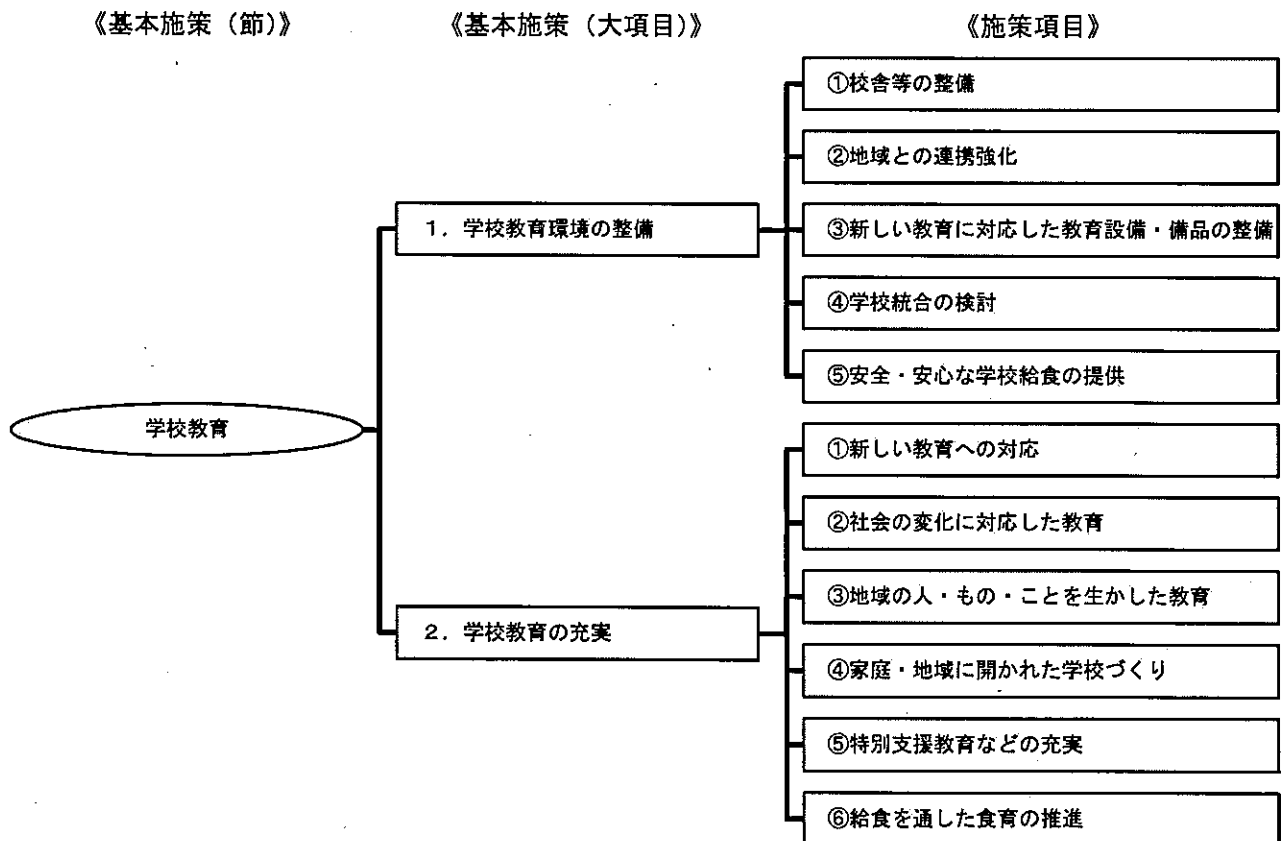 《基本施策（節）》
《基本施策（大項目）》
《施策項目》
学校教育
1．学校教育環境の整備
①校舎等の整備
②地域との連携強化
③新しい教育に対応した教育設備・備品の整備
④学校統合の検討
⑤安全・安心な学校給食の提供
2．学校教育の充実
①新しい教育への対応
②社会の変化に対応した教育
③地域の人・もの・ことを生かした教育
④家庭・地域に開かれた学校づくり
⑤特別支援教育などの充実
⑥給食を通した食育の推進